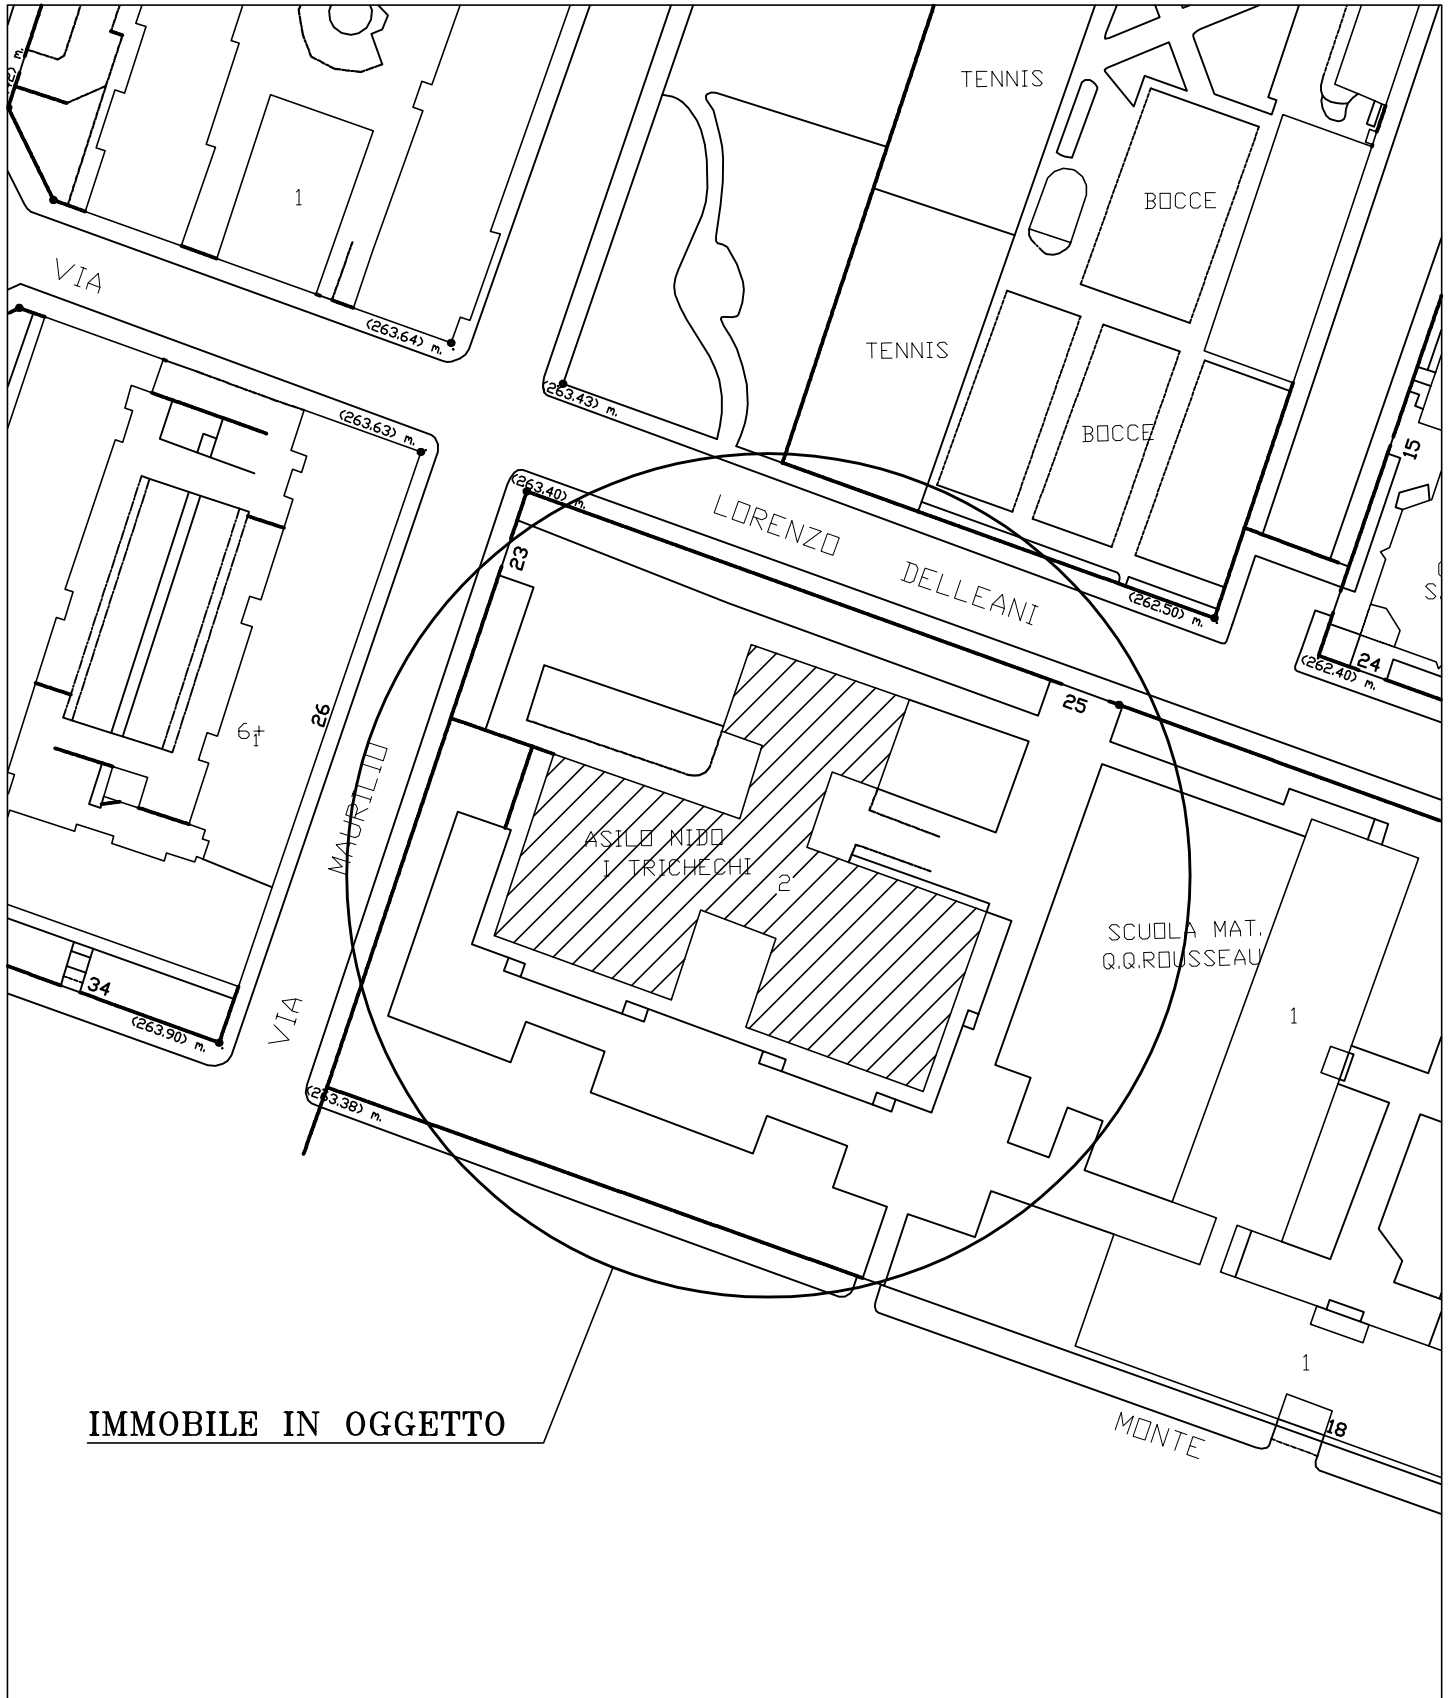 TENNIS
BOCCE
1
VIA
(263.64) m.
TENNIS
(263.63) m.
(263.43) m.
BOCCE
15
(263.40) m.
LORENZO DELLEANI
23
(262.50) m.
S.
24
(262.40) m.
25
26
6+1
MAURILIO
ASILO NIDO
I TRICHECHI
2
SCUOLA MAT.
Q.Q.ROUSSEAU
34
(263.90) m.
VIA
1
(263.38) m.
1
IMMOBILE IN OGGETTO
MONTE
18